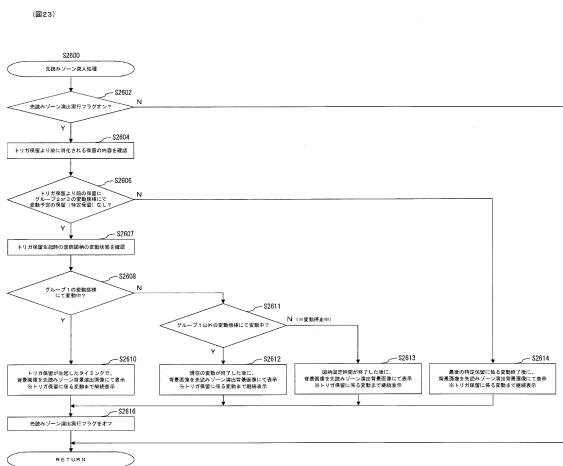 (図23)
S2600
先読みゾーン突入処理
S2602
先読みゾーン演出実行フラグオン?
N
Y
S2604
トリガ保留より前に消化される保留の内容を確認
S2606
トリガ保留より前の保留に
グループ2or3の変動態様にて
変動予定の保留(特定保留)なし?
N
Y
S2607
トリガ保留生起時の装飾図柄の変動状態を確認
S2608
グループ1の変動態様
にて変動中?
N
Y
S2611
グループ1以外の変動態様にて変動中?
N (=変動停止中)
Y
S2610
トリガ保留が生起したタイミングで、
背景画像を先読みゾーン背景演出画像にて表示
※トリガ保留に係る変動まで継続表示
S2612
現在の変動が終了した後に、
背景画像を先読みゾーン演出背景画像にて表示
※トリガ保留に係る変動まで継続表示
S2613
図柄固定時間が終了した後に、
背景画像を先読みゾーン演出背景画像にて表示
※トリガ保留に係る変動まで継続表示
S2614
最後の特定保留に係る変動終了後に、
背景画像を先読みゾーン演出背景画像にて表示
※トリガ保留に係る変動まで継続表示
S2616
先読みゾーン演出実行フラグをオフ
RETURN